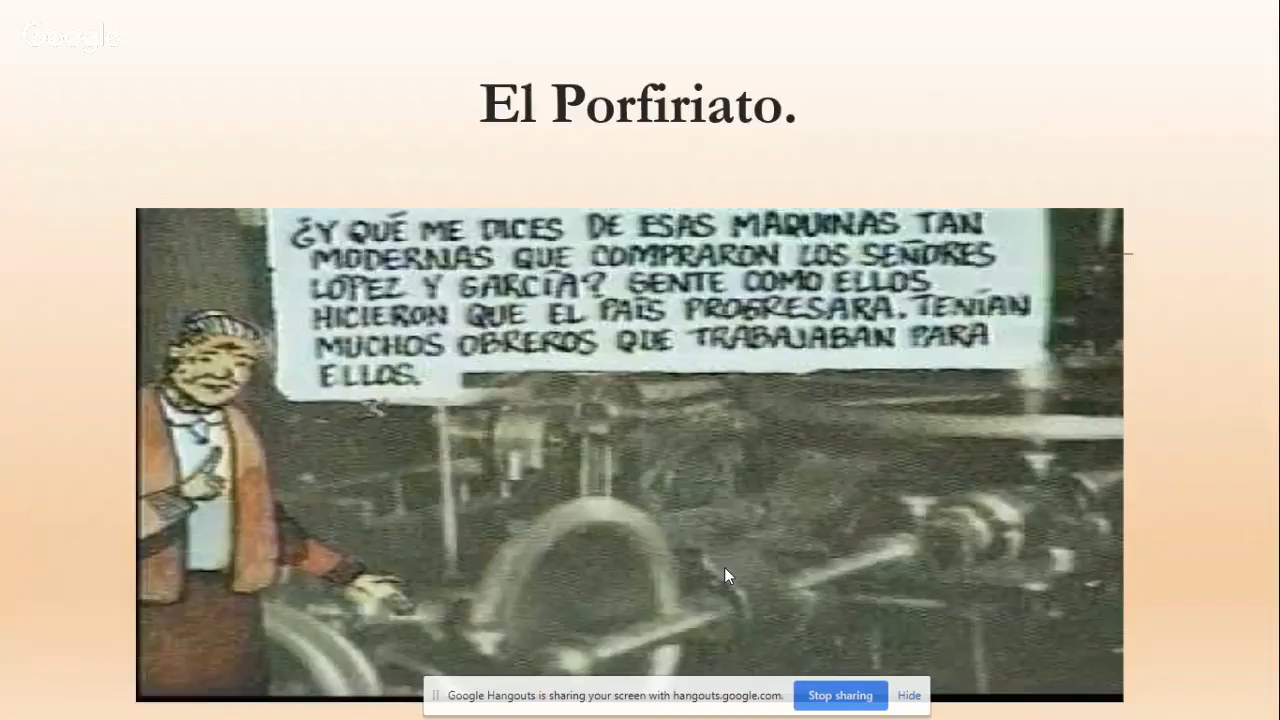 Google
El Porfiriato.
¿Y QUÉ ME DICES DE ESAS MÁQUINAS TAN
MODERNAS QUE COMPRARON LOS SEÑORES
LÓPEZ Y GARCÍA? GENTE COMO ELLOS
HICIERON QUE EL PAÍS PROGRESARA. TENÍAN
MUCHOS OBREROS QUE TRABAJABAN PARA
ELLOS.
Google Hangouts is sharing your screen with hangouts.google.com.
Stop sharing
Hide